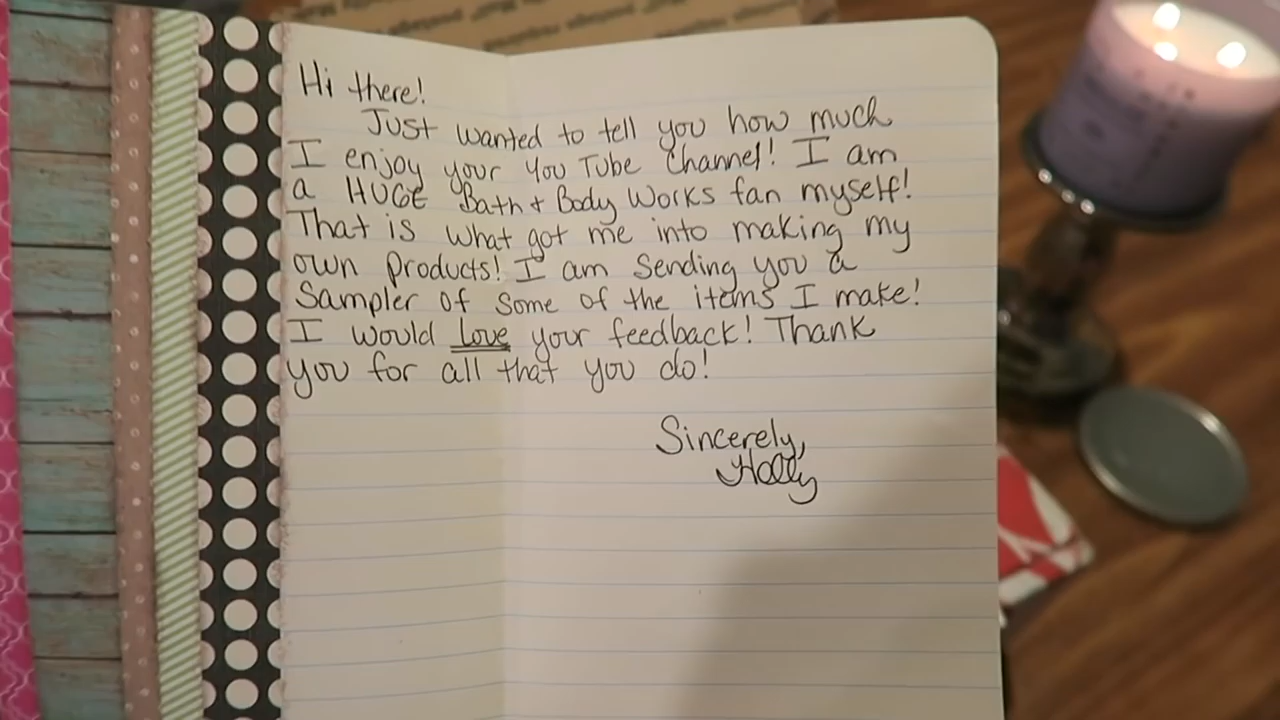 Hi there!
Just wanted to tell you how much
I enjoy your You Tube Channel! I am
a HUGE Bath + Body Works fan myself!
That is what got me into making my
own products! I am sending you a
Sampler of some of the items I make!
I would Love your feedback! Thank
you for all that you do!
Sincerely,
Holly